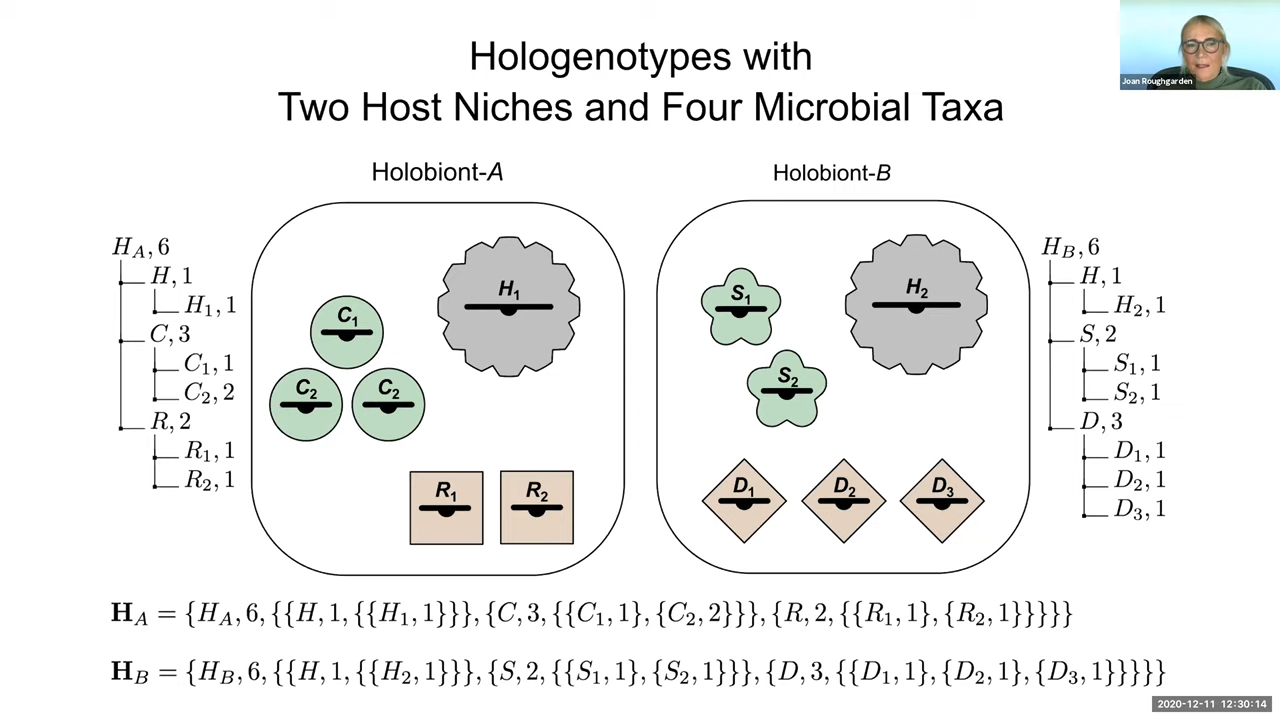 Hologenotypes with
Two Host Niches and Four Microbial Taxa
Joan Roughgarden
Holobiont-A
H_A, 6
H, 1
H_1, 1
C, 3
C_1, 1
C_2, 2
R, 2
R_1, 1
R_2, 1
H_1
C_1
C_2 C_2
R_1 R_2
Holobiont-B
S_1
H_2
S_2
D_1 D_2 D_3
H_B, 6
H, 1
H_2, 1
S, 2
S_1, 1
S_2, 1
D, 3
D_1, 1
D_2, 1
D_3, 1
H_A = {H_A, 6, {{H, 1, {{H_1, 1}}}, {C, 3, {{C_1, 1}, {C_2, 2}}}, {R, 2, {{R_1, 1}, {R_2, 1}}}}}
H_B = {H_B, 6, {{H, 1, {{H_2, 1}}}, {S, 2, {{S_1, 1}, {S_2, 1}}}, {D, 3, {{D_1, 1}, {D_2, 1}, {D_3, 1}}}}}
2020-12-11 12:30:14